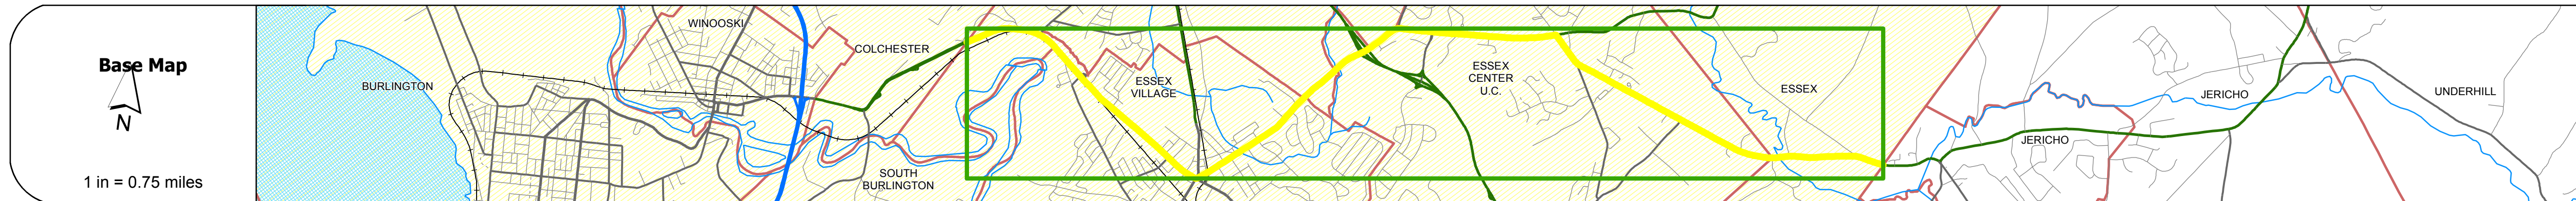 Base Map
N
1 in = 0.75 miles
BURLINGTON
WINOOSKI
COLCHESTER
SOUTH
BURLINGTON
ESSEX
VILLAGE
ESSEX
CENTER
U.C.
ESSEX
JERICHO
JERICHO
UNDERHILL